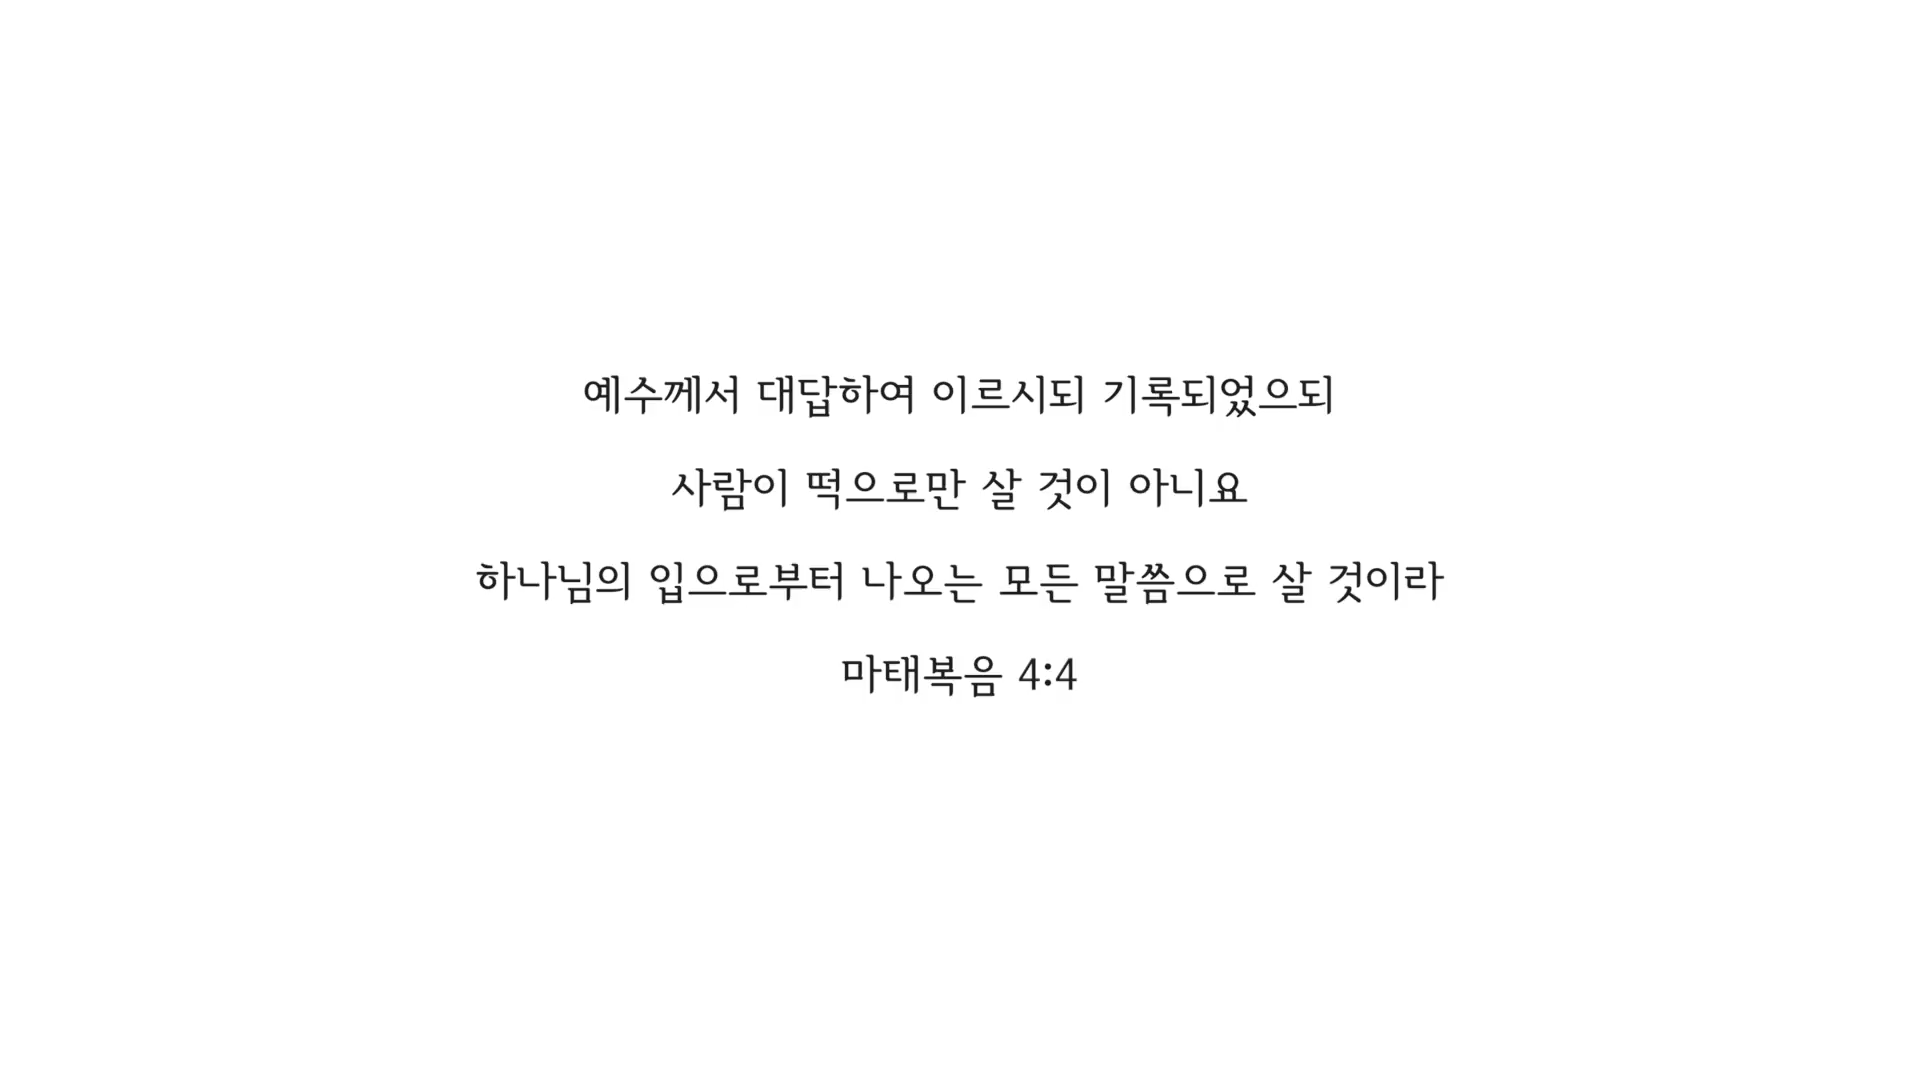 예수께서 대답하여 이르시되 기록되었으되
사람이 떡으로만 살 것이 아니요
하나님의 입으로부터 나오는 모든 말씀으로 살 것이라
마태복음 4:4